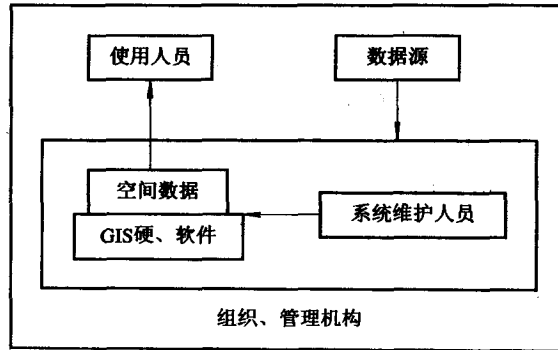 使用人员
数据源
空间数据
GIS硬、软件
系统维护人员
组织、管理机构